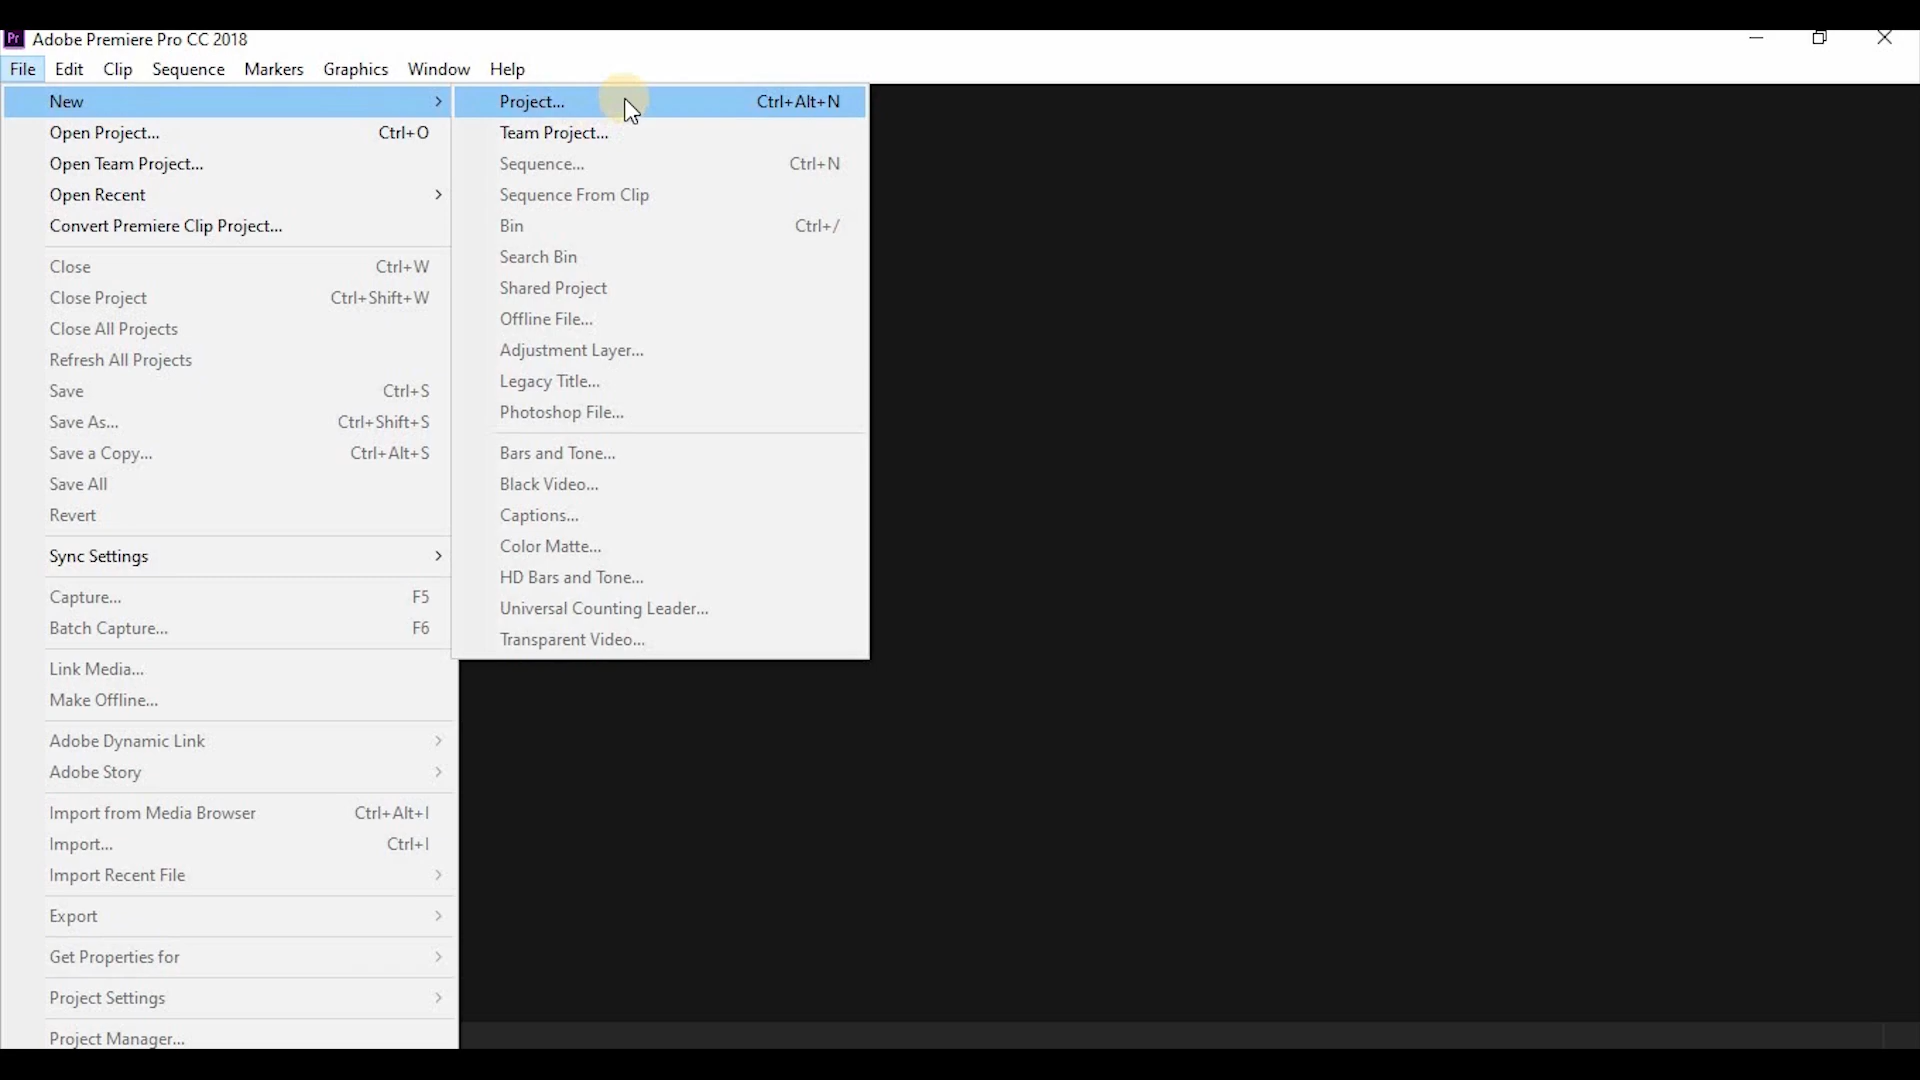 Pr Adobe Premiere Pro CC 2018
File Edit Clip Sequence Markers Graphics Window Help
New
Open Project... Ctrl+O
Open Team Project...
Open Recent
Convert Premiere Clip Project...
Close Ctrl+W
Close Project Ctrl+Shift+W
Close All Projects
Refresh All Projects
Save Ctrl+S
Save As... Ctrl+Shift+S
Save a Copy... Ctrl+Alt+S
Save All
Revert
Sync Settings
Capture... F5
Batch Capture... F6
Link Media...
Make Offline...
Adobe Dynamic Link
Adobe Story
Import from Media Browser Ctrl+Alt+I
Import... Ctrl+I
Import Recent File
Export
Get Properties for
Project Settings
Project Manager...
Project... Ctrl+Alt+N
Team Project...
Sequence... Ctrl+N
Sequence From Clip
Bin Ctrl+/
Search Bin
Shared Project
Offline File...
Adjustment Layer...
Legacy Title...
Photoshop File...
Bars and Tone...
Black Video...
Captions...
Color Matte...
HD Bars and Tone...
Universal Counting Leader...
Transparent Video...